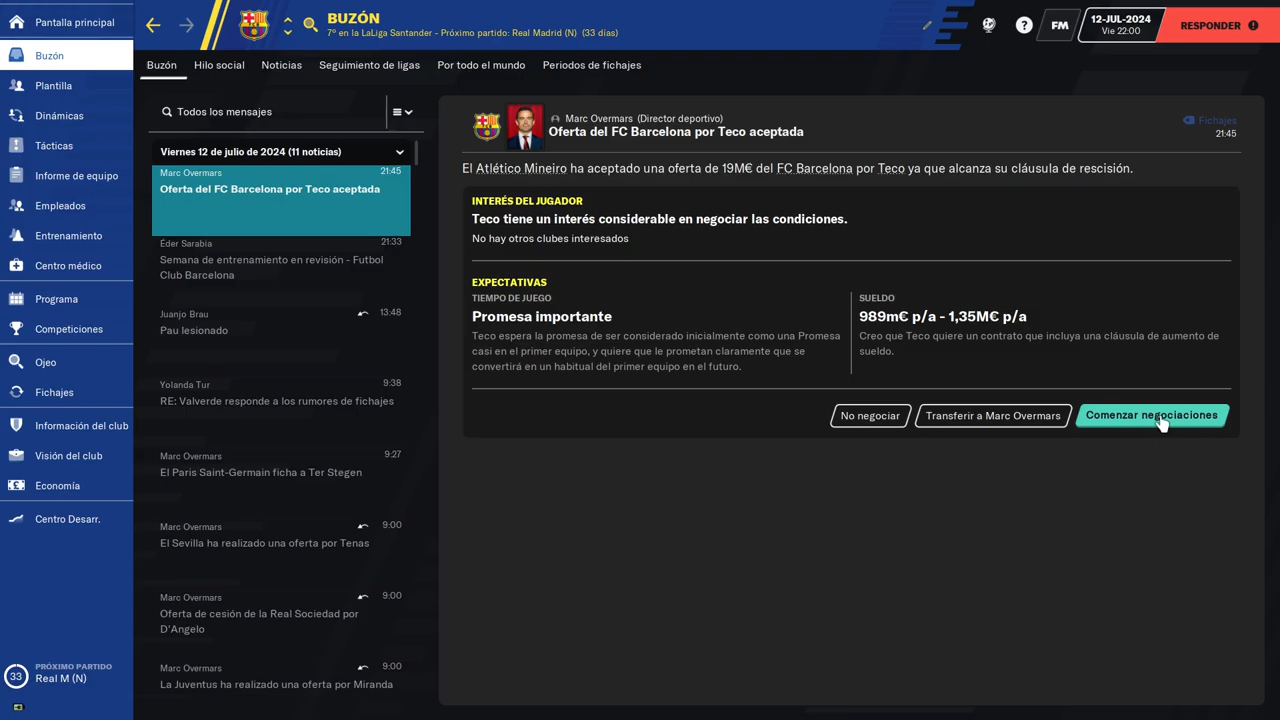 Pantalla principal
Buzón
Plantilla
Dinámicas
Tácticas
Informe de equipo
Empleados
Entrenamiento
Centro médico
Programa
Competiciones
Ojeo
Fichajes
Información del club
Visión del club
Economía
Centro Desarr.
33
PRÓXIMO PARTIDO
Real M (N)
BUZÓN
7º en la LaLiga Santander - Próximo partido: Real Madrid (N) (33 días)
FM
12-JUL-2024
Vie 22:00
RESPONDER
Buzón
Hilo social
Noticias
Seguimiento de ligas
Por todo el mundo
Periodos de fichajes
Todos los mensajes
Viernes 12 de julio de 2024 (11 noticias)
Marc Overmars 21:45
Oferta del FC Barcelona por Teco aceptada
Éder Sarabia 21:33
Semana de entrenamiento en revisión - Futbol
Club Barcelona
Juanjo Brau 13:48
Pau lesionado
Yolanda Tur 9:38
RE: Valverde responde a los rumores de fichajes
Marc Overmars 9:27
El Paris Saint-Germain ficha a Ter Stegen
Marc Overmars 9:00
El Sevilla ha realizado una oferta por Tenas
Marc Overmars 9:00
Oferta de cesión de la Real Sociedad por
D'Angelo
Marc Overmars 9:00
La Juventus ha realizado una oferta por Miranda
Marc Overmars (Director deportivo)
Oferta del FC Barcelona por Teco aceptada
Fichajes
21:45
El Atlético Mineiro ha aceptado una oferta de 19M€ del FC Barcelona por Teco ya que alcanza su cláusula de rescisión.
INTERÉS DEL JUGADOR
Teco tiene un interés considerable en negociar las condiciones.
No hay otros clubes interesados
EXPECTATIVAS
TIEMPO DE JUEGO
Promesa importante
Teco espera la promesa de ser considerado inicialmente como una Promesa
casi en el primer equipo, y quiere que le prometan claramente que se
convertirá en un habitual del primer equipo en el futuro.
SUELDO
989m€ p/a - 1,35M€ p/a
Creo que Teco quiere un contrato que incluya una cláusula de aumento de
sueldo.
No negociar
Transferir a Marc Overmars
Comenzar negociaciones